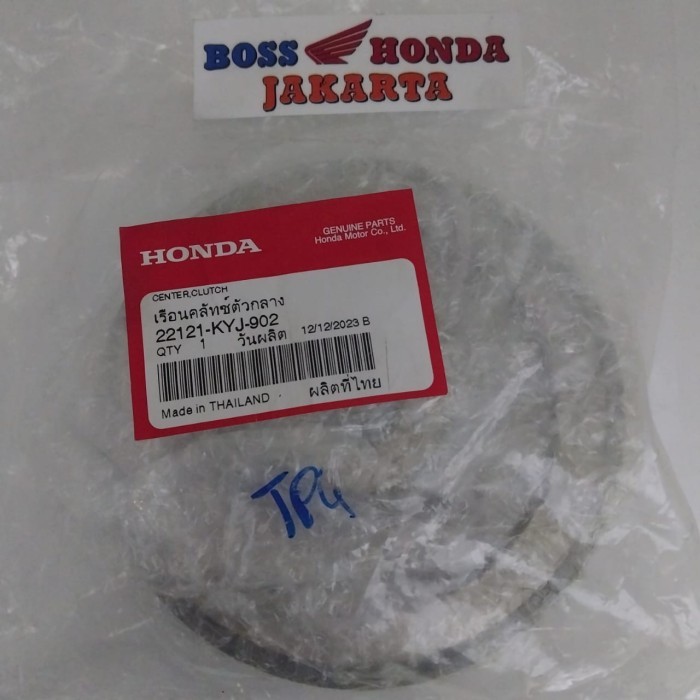 BOSS HONDA
JAKARTA
HONDA
GENUINE PARTS
Honda Motor Co., Ltd.
CENTER,CLUTCH
เรือนคลัทช์ตัวกลาง
22121-KYJ-902
QTY 1 วันผลิต 12/12/2023 B
Made in THAILAND ผลิตที่ไทย
TP4